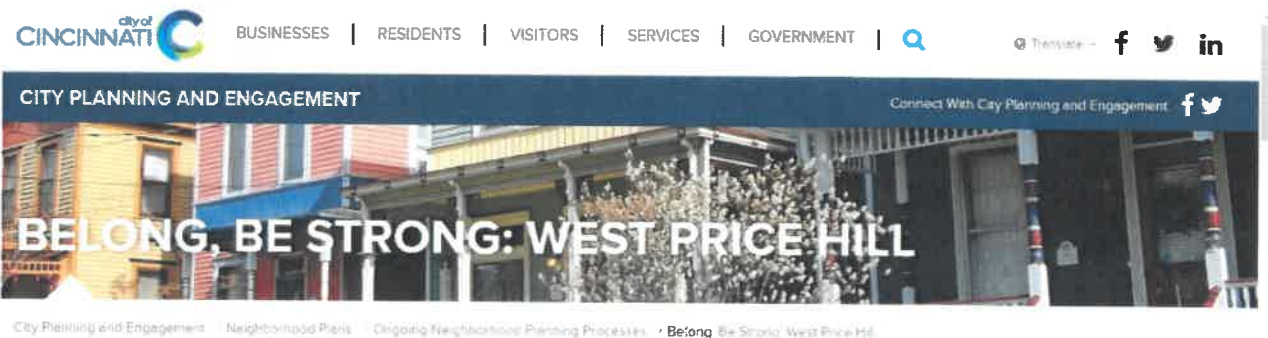 city of
CINCINNATI
BUSINESSES | RESIDENTS | VISITORS | SERVICES | GOVERNMENT |
Translate
CITY PLANNING AND ENGAGEMENT
Connect With City Planning and Engagement
BELONG, BE STRONG: WEST PRICE HILL
City Planning and Engagement / Neighborhood Plans / Ongoing Neighborhood Planning Processes / Belong, Be Strong: West Price Hill